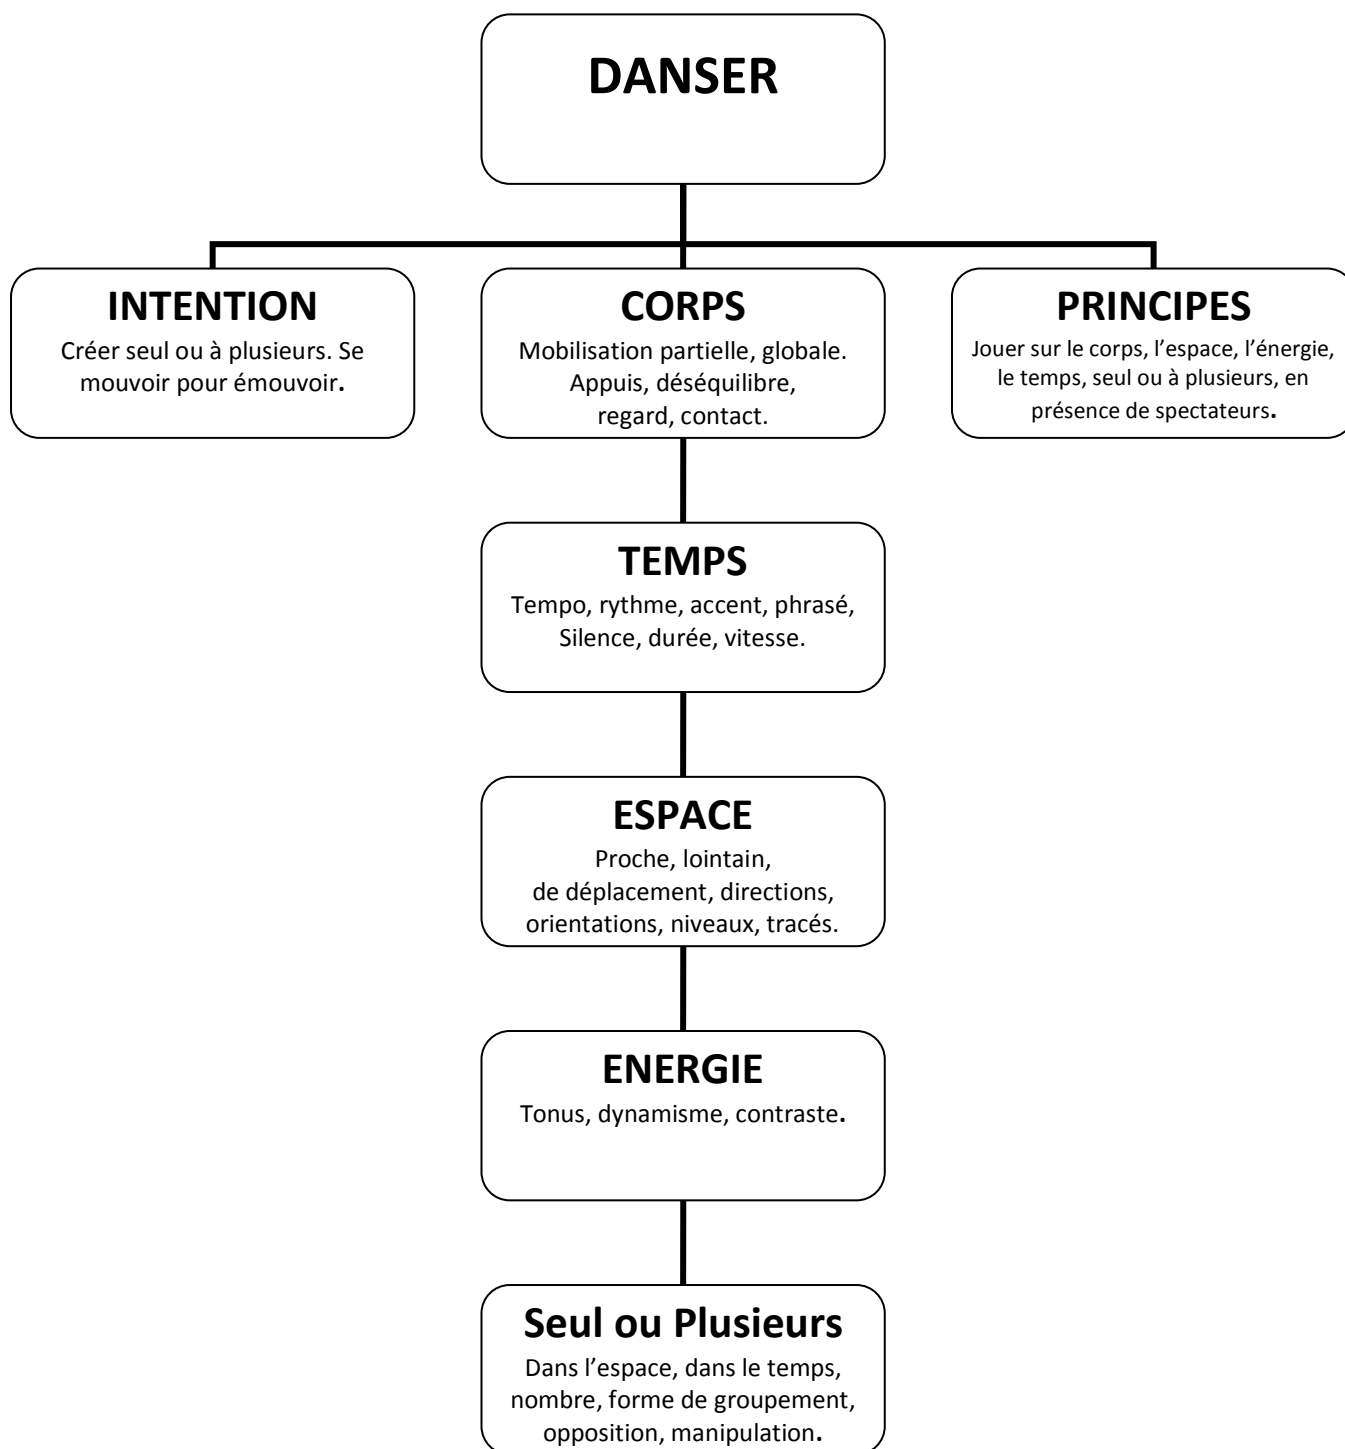 DANSER
INTENTION
Créer seul ou à plusieurs. Se
mouvoir pour émouvoir.
CORPS
Mobilisation partielle, globale.
Appuis, déséquilibre,
regard, contact.
PRINCIPES
Jouer sur le corps, l’espace, l’énergie,
le temps, seul ou à plusieurs, en
présence de spectateurs.
TEMPS
Tempo, rythme, accent, phrasé,
Silence, durée, vitesse.
ESPACE
Proche, lointain,
de déplacement, directions,
orientations, niveaux, tracés.
ENERGIE
Tonus, dynamisme, contraste.
Seul ou Plusieurs
Dans l’espace, dans le temps,
nombre, forme de groupement,
opposition, manipulation.